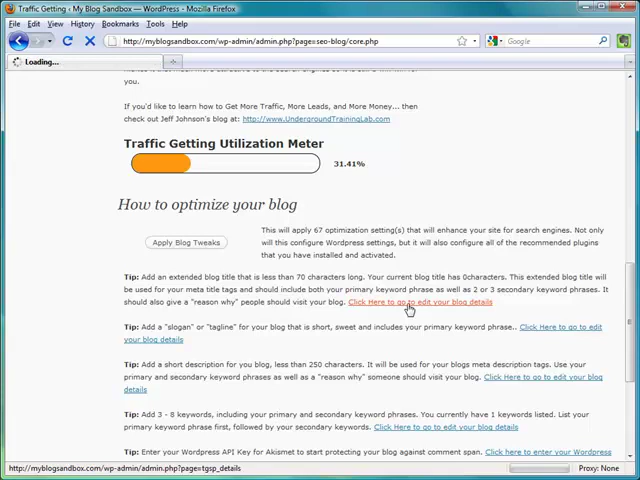 Traffic Getting ‹ My Blog Sandbox — WordPress - Mozilla Firefox
File Edit View History Bookmarks Tools Help
http://myblogsandbox.com/wp-admin/admin.php?page=seo-blog/core.php
Google
Loading...
you.
If you'd like to learn how to Get More Traffic, More Leads, and More Money... then
check out Jeff Johnson's blog at: http://www.UndergroundTrainingLab.com
Traffic Getting Utilization Meter
31.41%
How to optimize your blog
Apply Blog Tweaks
This will apply 67 optimization setting(s) that will enhance your site for search engines. Not only
will this configure Wordpress settings, but it will also configure all of the recommended plugins
that you have installed and activated.
Tip: Add an extended blog title that is less than 70 characters long. Your current blog title has 0characters. This extended blog title will
be used for your meta title tags and should include both your primary keyword phrase as well as 2 or 3 secondary keyword phrases. It
should also give a "reason why" people should visit your blog. Click Here to go to edit your blog details
Tip: Add a "slogan" or "tagline" for your blog that is short, sweet and includes your primary keyword phrase.. Click Here to go to edit
your blog details
Tip: Add a short description for you blog, less than 250 characters. It will be used for your blogs meta description tags. Use your
primary and secondary keyword phrases as well as a "reason why" someone should visit your blog. Click Here to go to edit your blog
details
Tip: Add 3 - 8 keywords, including your primary and secondary keyword phrases. You currently have 1 keywords listed. List your
primary keyword phrase first, followed by your secondary keywords. Click Here to go to edit your blog details
Tip: Enter your Wordpress API Key for Akismet to start protecting your blog against comment span. Click here to enter your Wordpress
http://myblogsandbox.com/wp-admin/admin.php?page=tgsp_details
Proxy: None